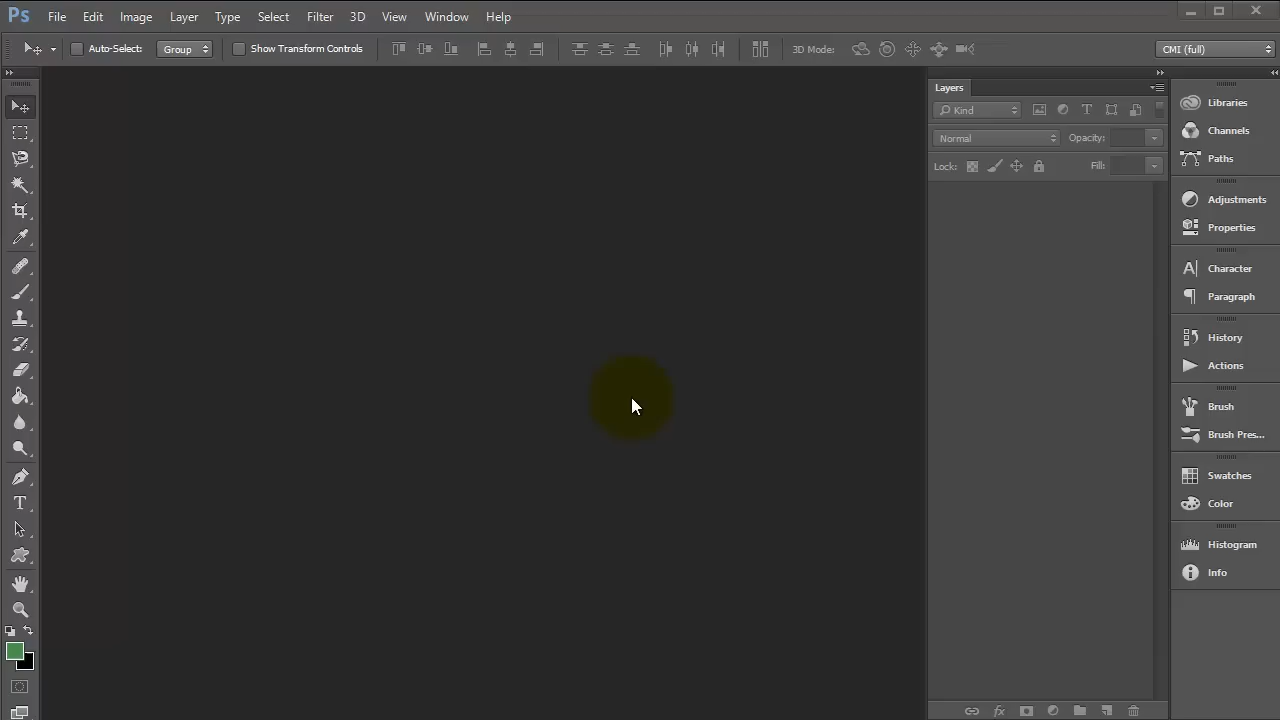 Ps File Edit Image Layer Type Select Filter 3D View Window Help
Auto-Select: Group Show Transform Controls 3D Mode: CMI (full)
Layers
Kind
Normal Opacity:
Lock: Fill:
Libraries
Channels
Paths
Adjustments
Properties
Character
Paragraph
History
Actions
Brush
Brush Pres...
Swatches
Color
Histogram
Info